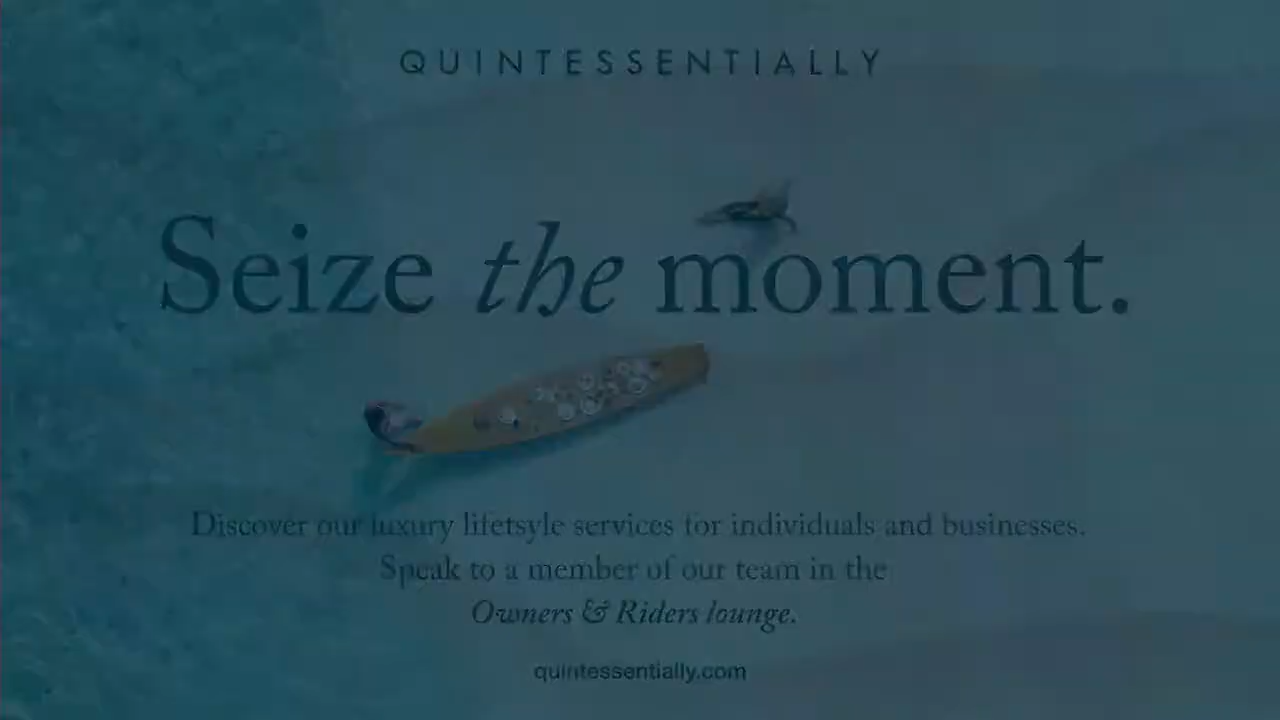 QUINTESSENTIALLY
Seize the moment.
Discover our luxury lifetsyle services for individuals and businesses.
Speak to a member of our team in the
Owners & Riders lounge.
quintessentially.com